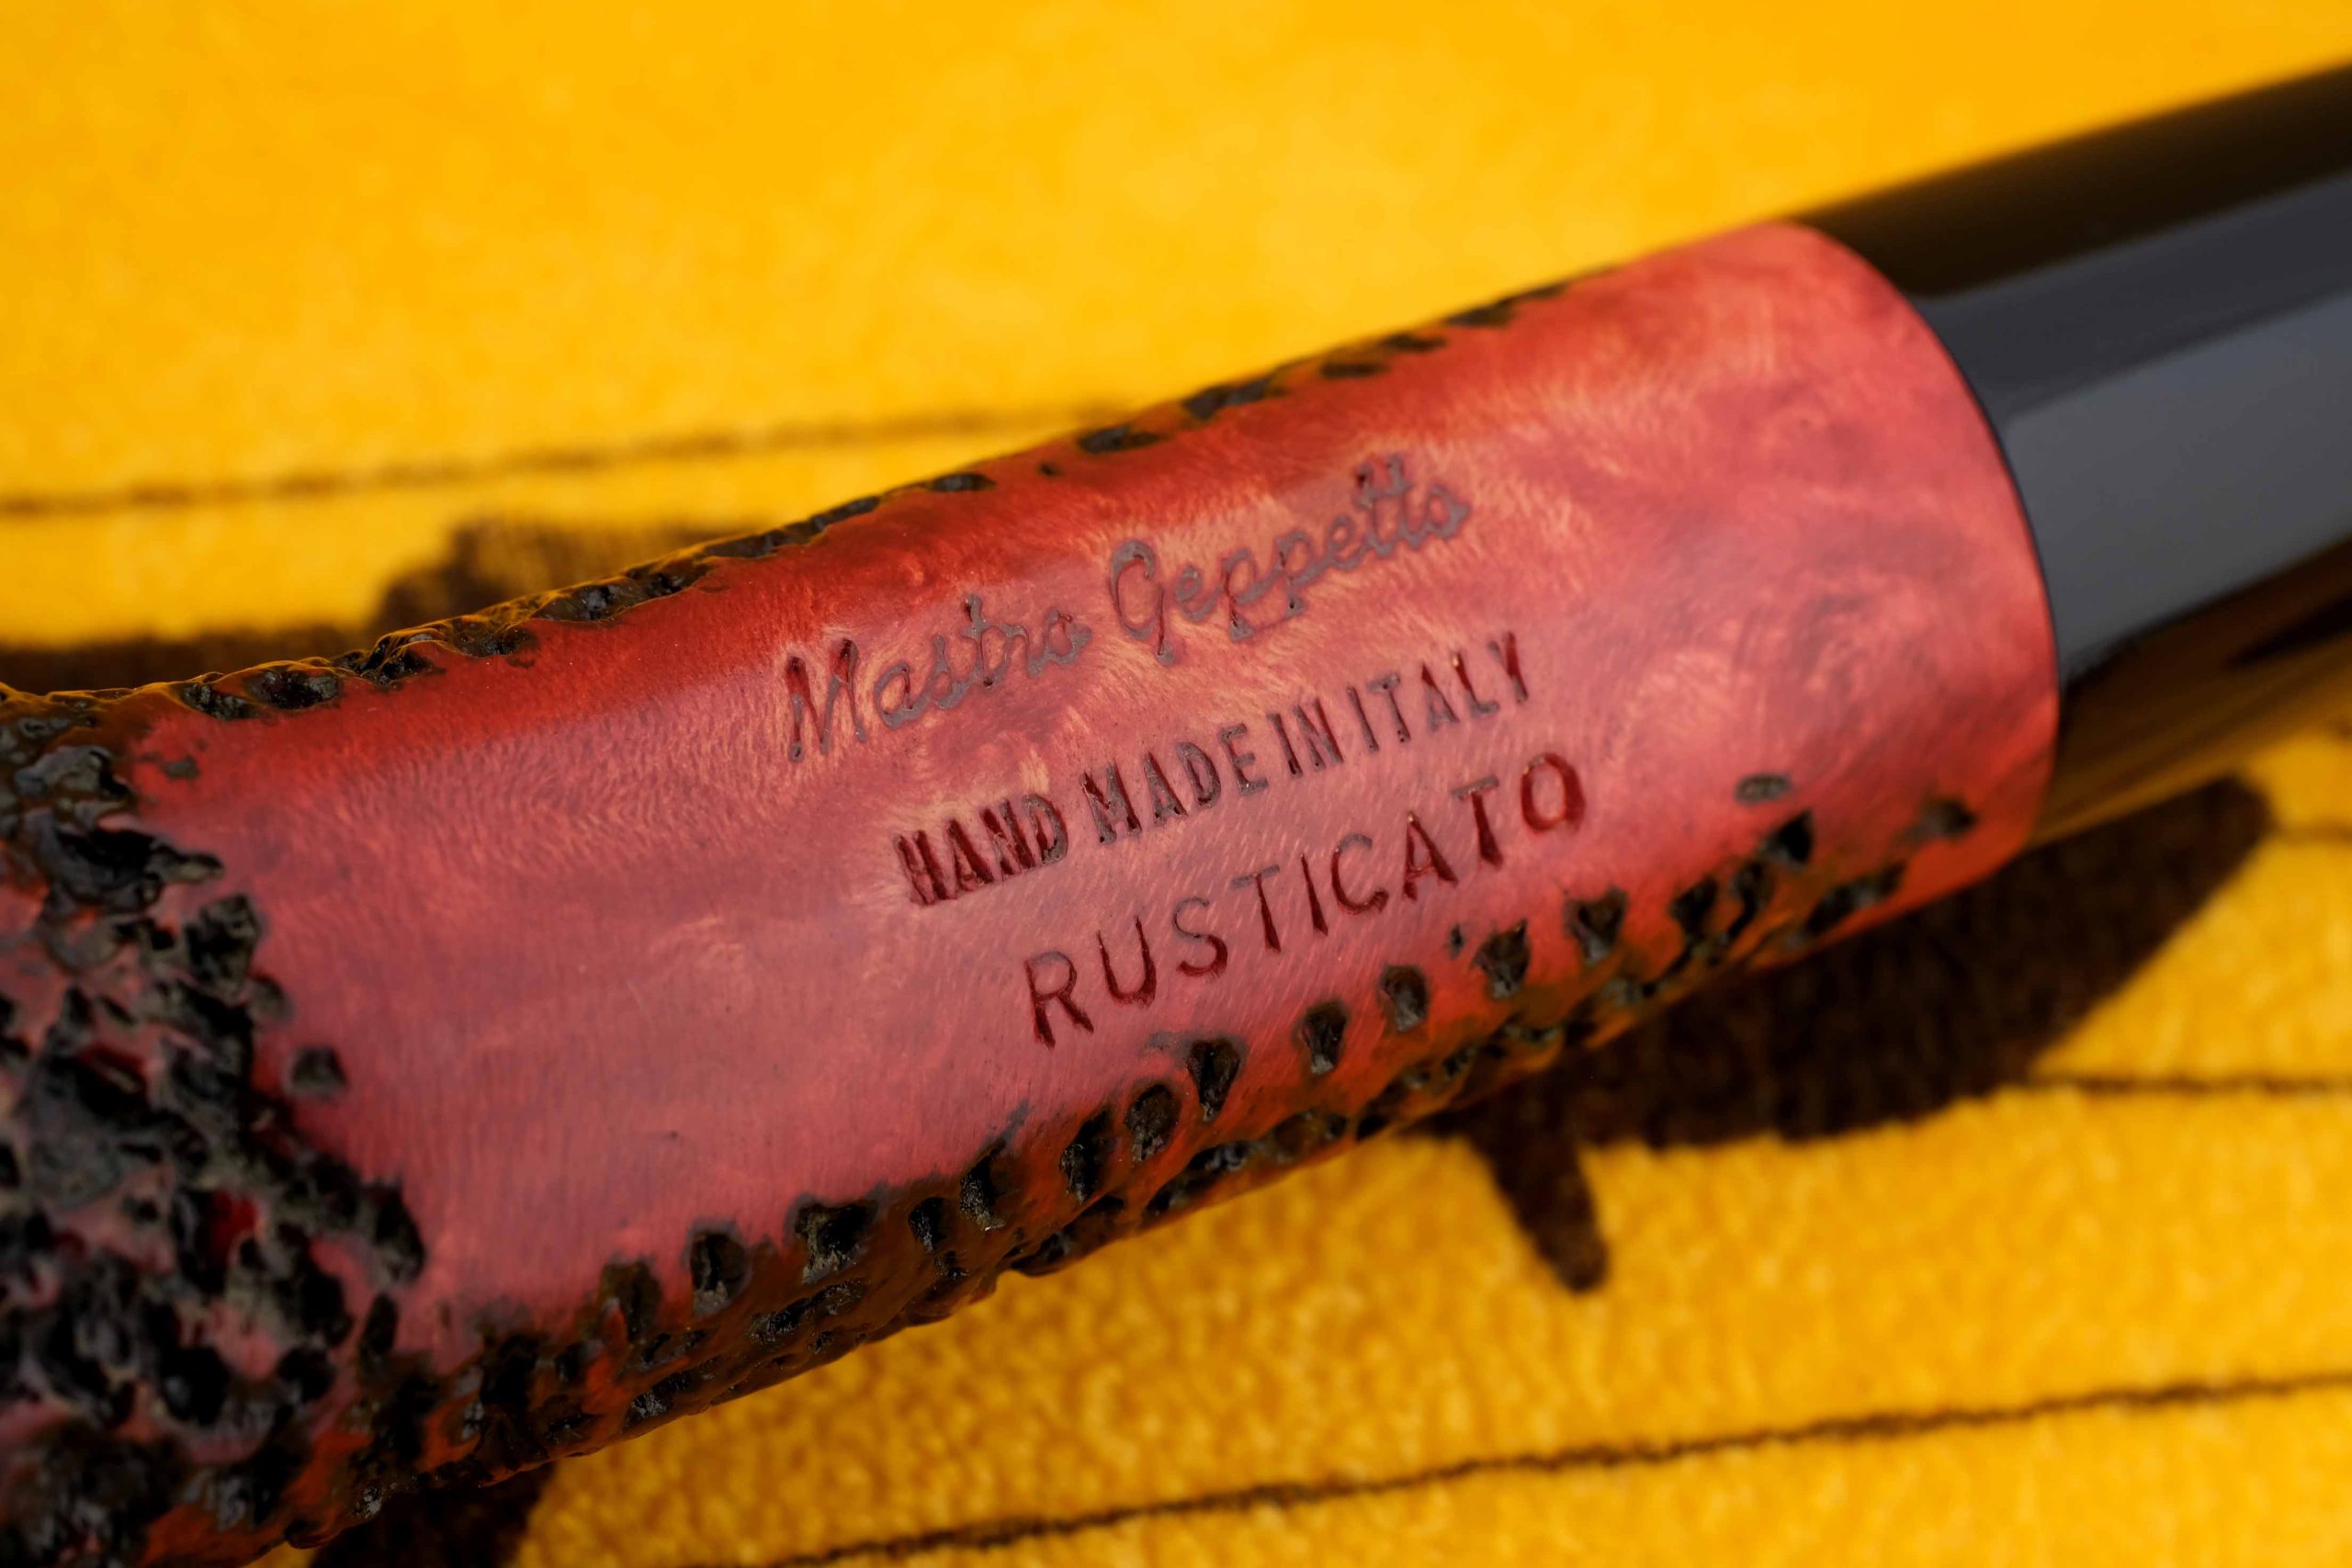 Mastro Geppetto
HAND MADE IN ITALY
RUSTICATO